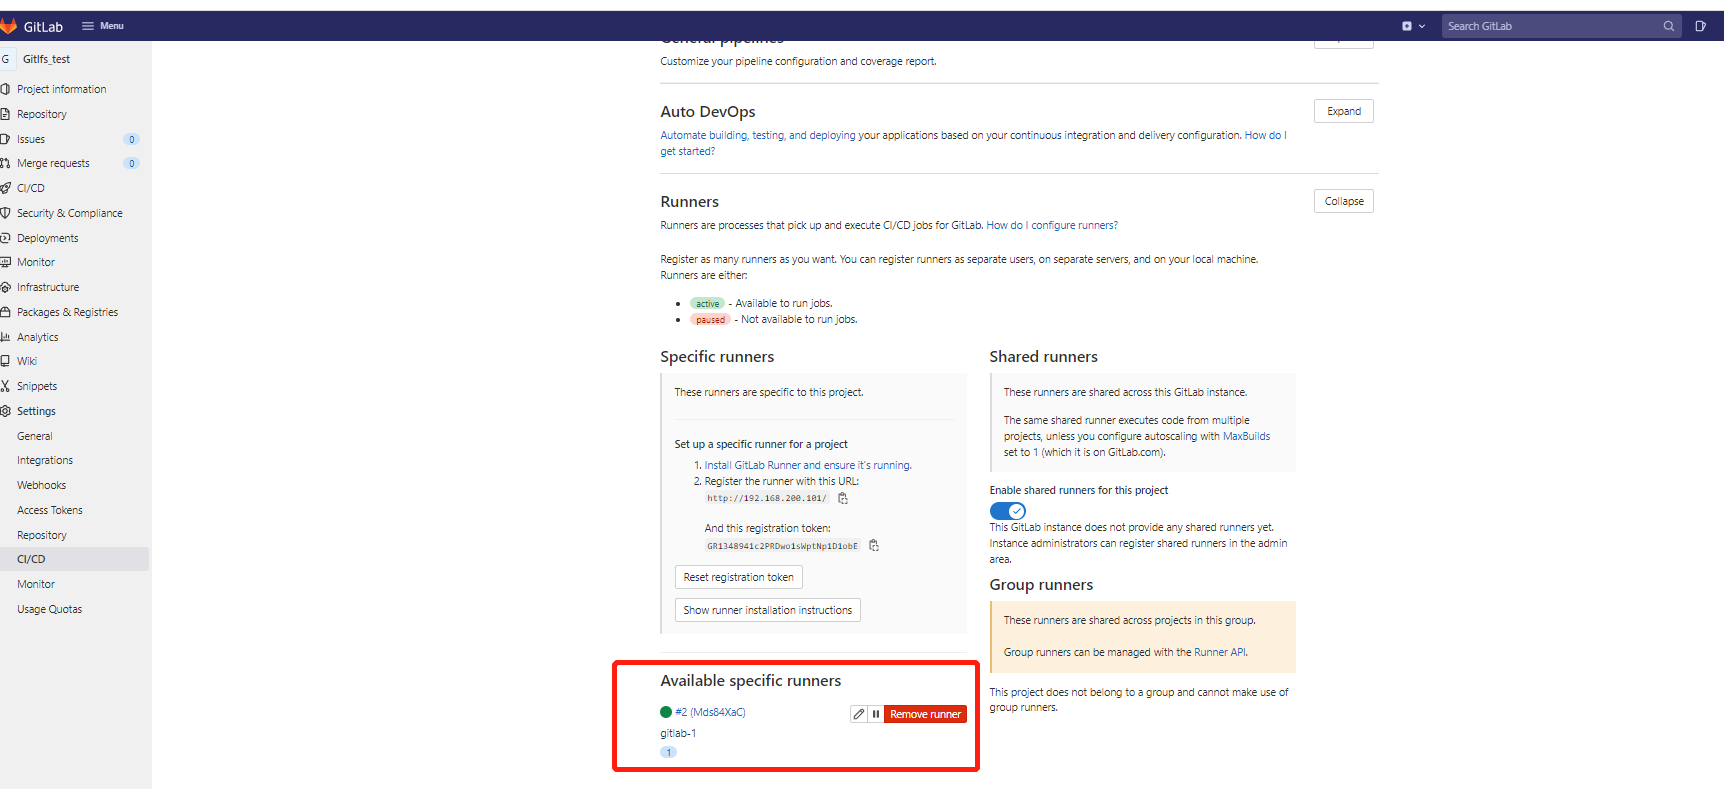 GitLab
Menu
Search GitLab
G
Gitlfs_test
Project information
Repository
Issues
0
Merge requests
0
CI/CD
Security & Compliance
Deployments
Monitor
Infrastructure
Packages & Registries
Analytics
Wiki
Snippets
Settings
General
Integrations
Webhooks
Access Tokens
Repository
CI/CD
Monitor
Usage Quotas
General pipelines
Customize your pipeline configuration and coverage report.
Auto DevOps
Expand
Automate building, testing, and deploying your applications based on your continuous integration and delivery configuration. How do I
get started?
Runners
Collapse
Runners are processes that pick up and execute CI/CD jobs for GitLab. How do I configure runners?
Register as many runners as you want. You can register runners as separate users, on separate servers, and on your local machine.
Runners are either:
active - Available to run jobs.
paused - Not available to run jobs.
Specific runners
These runners are specific to this project.
Set up a specific runner for a project
1. Install GitLab Runner and ensure it's running.
2. Register the runner with this URL:
http://192.168.200.101/
And this registration token:
GR1348941c2PRDwo1sWptNp1D1obE
Reset registration token
Show runner installation instructions
Available specific runners
#2 (Mds84XaC)
Remove runner
gitlab-1
1
Shared runners
These runners are shared across this GitLab instance.
The same shared runner executes code from multiple
projects, unless you configure autoscaling with MaxBuilds
set to 1 (which it is on GitLab.com).
Enable shared runners for this project
This GitLab instance does not provide any shared runners yet.
Instance administrators can register shared runners in the admin
area.
Group runners
These runners are shared across projects in this group.
Group runners can be managed with the Runner API.
This project does not belong to a group and cannot make use of
group runners.